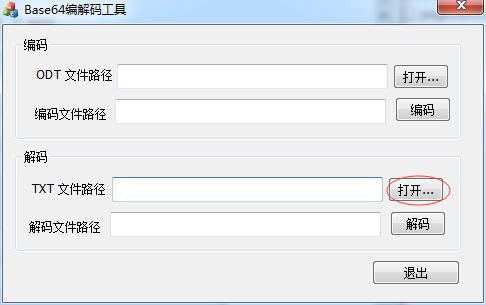 Base64编解码工具
编码
ODT 文件路径 打开...
编码文件路径 编码
解码
TXT 文件路径 打开...
解码文件路径 解码
退出